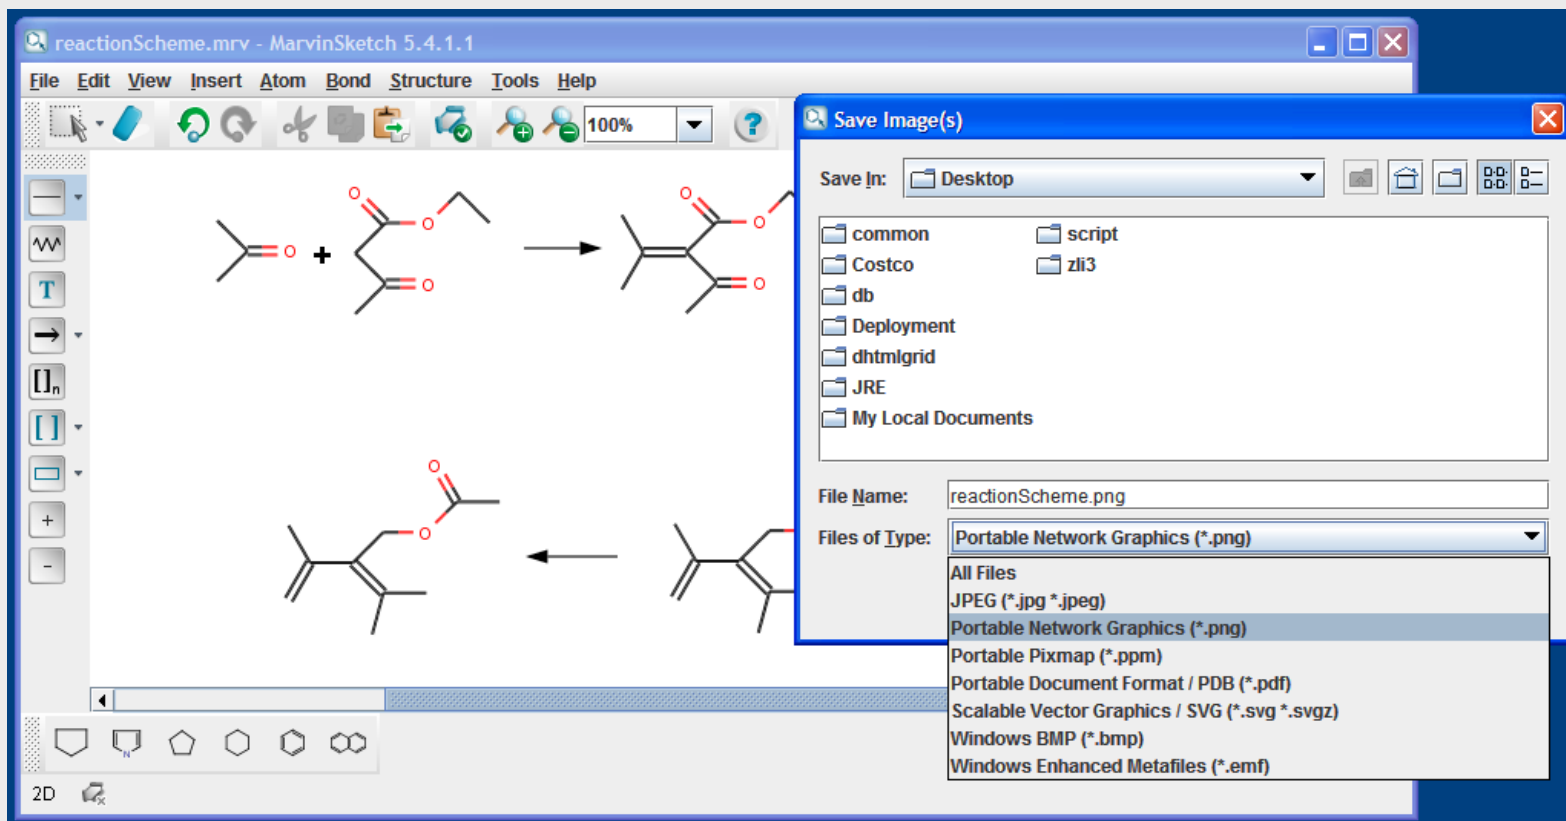 reactionScheme.mrv - MarvinSketch 5.4.1.1
File Edit View Insert Atom Bond Structure Tools Help
100%
?
Save Image(s)
Save In: Desktop
common script
Costco zli3
db
Deployment
dhtmlgrid
JRE
My Local Documents
File Name: reactionScheme.png
Files of Type: Portable Network Graphics (*.png)
All Files
JPEG (*.jpg *.jpeg)
Portable Network Graphics (*.png)
Portable Pixmap (*.ppm)
Portable Document Format / PDB (*.pdf)
Scalable Vector Graphics / SVG (*.svg *.svgz)
Windows BMP (*.bmp)
Windows Enhanced Metafiles (*.emf)
T
[]n
[ ]
+
-
O + O O O
O O O
O
O
N
2D